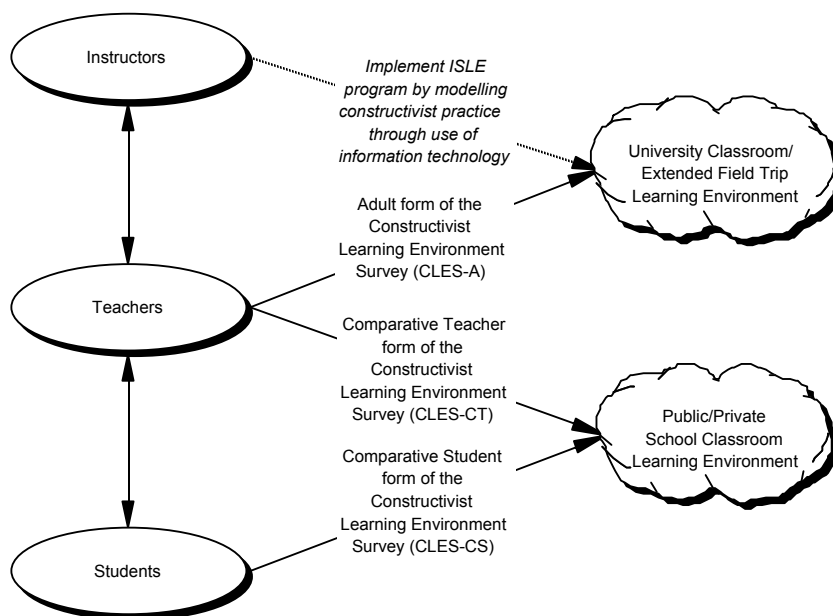 Instructors
Implement ISLE
program by modelling
constructivist practice
through use of
information technology
University Classroom/
Extended Field Trip
Learning Environment
Adult form of the
Constructivist
Learning Environment
Survey (CLES-A)
Teachers
Comparative Teacher
form of the
Constructivist
Learning Environment
Survey (CLES-CT)
Public/Private
School Classroom
Learning Environment
Comparative Student
form of the
Constructivist
Learning Environment
Survey (CLES-CS)
Students